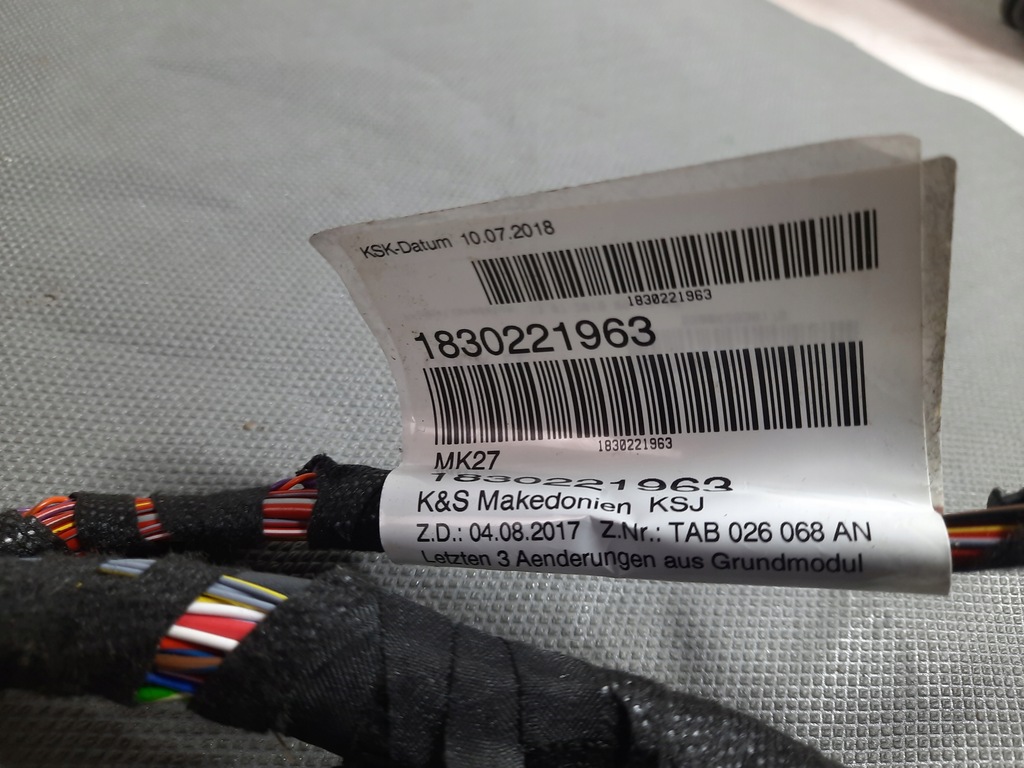 KSK-Datum 10.07.2018
1830221963
1830221963
1830221963
MK27
1830221963
K&S Makedonien KSJ
Z.D.: 04.08.2017 Z.Nr.: TAB 026 068 AN
Letzten 3 Aenderungen aus Grundmodul